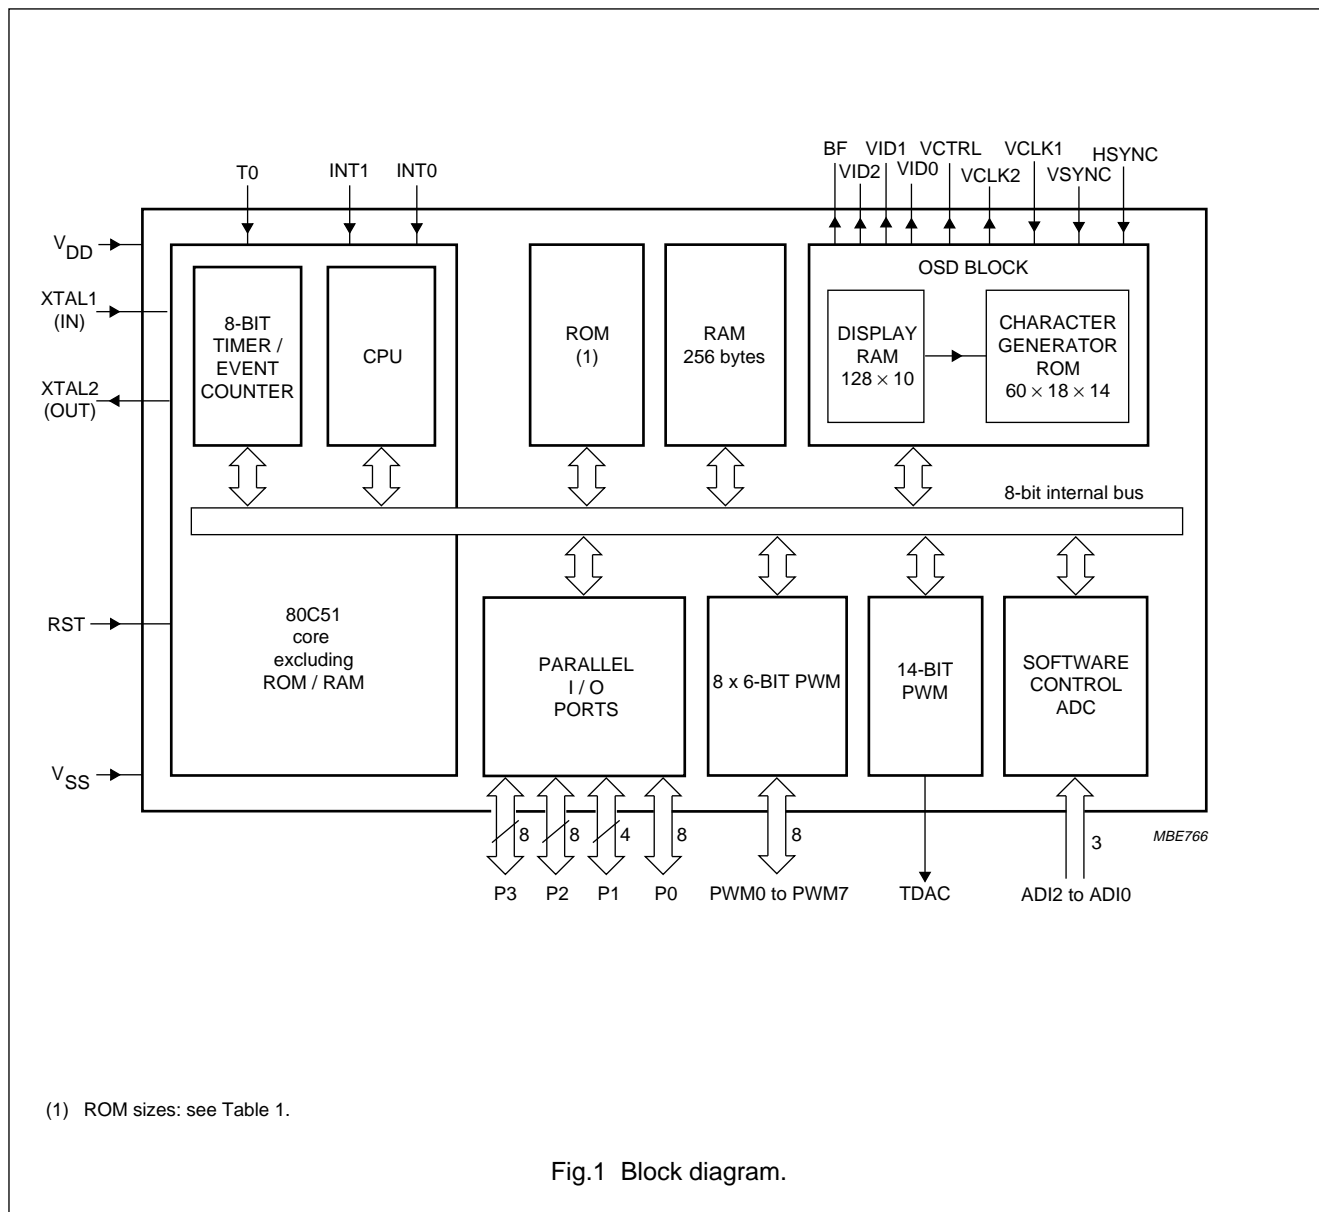 BF VID1 VCTRL VCLK1 HSYNC
T0 INT1 INT0 VID2 VID0 VCLK2 VSYNC
VDD
OSD BLOCK
XTAL1
(IN)
8-BIT
TIMER /
EVENT
COUNTER
CPU
ROM
(1)
RAM
256 bytes
DISPLAY
RAM
128 × 10
CHARACTER
GENERATOR
ROM
60 × 18 × 14
XTAL2
(OUT)
8-bit internal bus
RST
80C51
core
excluding
ROM / RAM
PARALLEL
I / O
PORTS
8 x 6-BIT PWM
14-BIT
PWM
SOFTWARE
CONTROL
ADC
VSS
8 8 4 8 8 3
MBE766
P3 P2 P1 P0 PWM0 to PWM7 TDAC ADI2 to ADI0
(1) ROM sizes: see Table 1.
Fig.1 Block diagram.